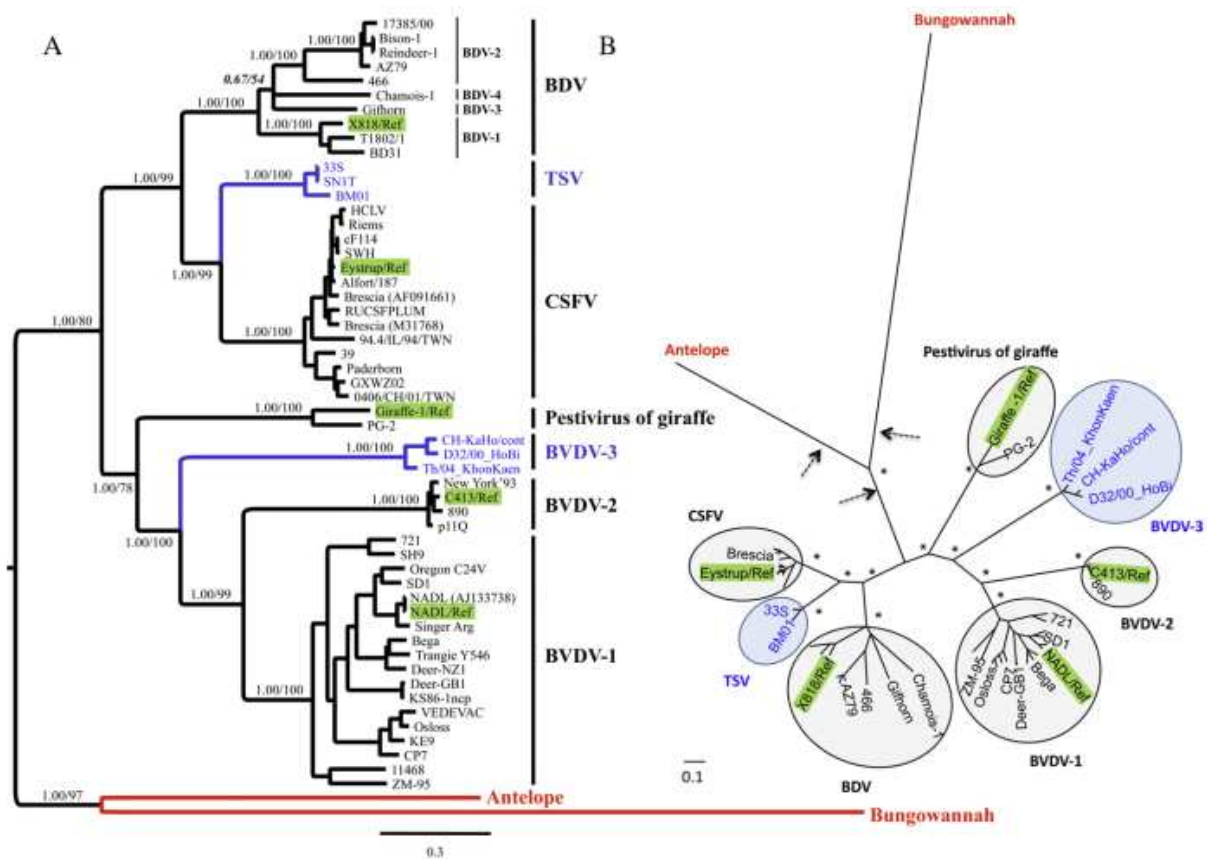 A
17385/00
Bison-1
Reindeer-1
AZ79
466
Chamois-1
Gifhorn
X818/Ref
T1802/1
BD31
BDV-2
BDV-4
BDV-3
BDV-1
BDV
33S
SN1T
BM01
TSV
HCLV
Riems
cF114
SWH
Eystrup/Ref
Alfort/187
Brescia (AF091661)
RUCSFPLUM
Brescia (M31768)
94.4/IL/94/TWN
39
Paderborn
GXWZ02
0406/CH/01/TWN
CSFV
Giraffe-1/Ref
PG-2
Pestivirus of giraffe
CH-KaHo/cont
D32/00_HoBi
Th/04_KhonKaen
BVDV-3
New York'93
C413/Ref
890
p11Q
BVDV-2
721
SH9
Oregon C24V
SD1
NADL (AJ133738)
NADL/Ref
Singer Arg
Bega
Trangie Y546
Deer-NZ1
Deer-GB1
KS86-1ncp
VEDEVAC
Osloss
KE9
CP7
11468
ZM-95
BVDV-1
Antelope
Bungowannah
1.00/100
1.00/100
0.67/54
1.00/100
1.00/100
1.00/99
1.00/100
1.00/99
1.00/100
1.00/80
1.00/100
1.00/78
1.00/100
1.00/100
1.00/100
1.00/99
1.00/100
1.00/97
0.3
B
Bungowannah
Antelope
Pestivirus of giraffe
Giraffe -1/Ref
PG-2
Th/04_KhonKaen
CH-KaHo/cont
D32/00_HoBi
BVDV-3
CSFV
Brescia
Eystrup/Ref
33S
BM01
TSV
C413/Ref
890
BVDV-2
X818/Ref
AZ79
466
Gifhorn
Chamois-1
BDV
ZM-95
Osloss
CP7
Deer-GB1
Bega
NADL/Ref
SD1
721
BVDV-1
0.1
* * * * * * * * * * * * *